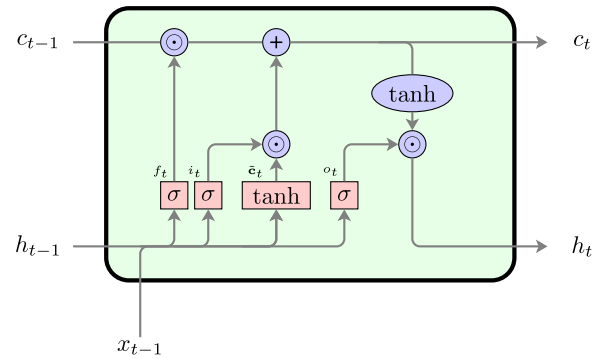 c_{t−1} ⊙ + c_t
tanh
⊙ ⊙
f_t i_t c̃_t o_t
σ σ tanh σ
h_{t−1} h_t
x_{t−1}